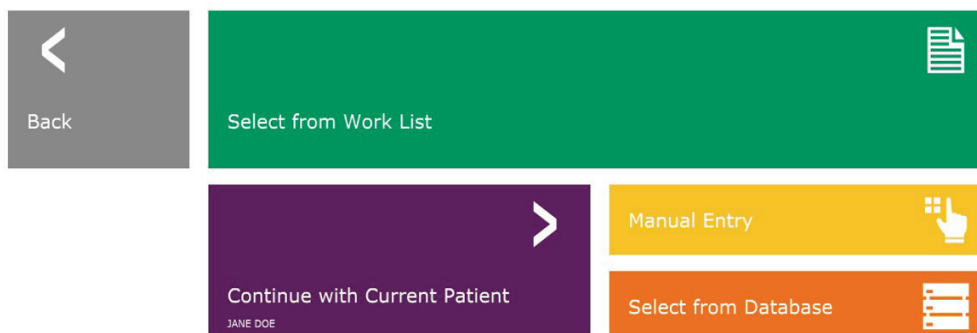 Back
Select from Work List
Manual Entry
Continue with Current Patient
JANE DOE
Select from Database